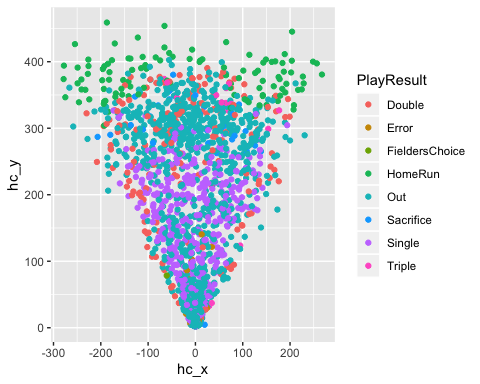 400
300
200
100
0
hc_y
-300 -200 -100 0 100 200
hc_x
PlayResult
Double
Error
FieldersChoice
HomeRun
Out
Sacrifice
Single
Triple